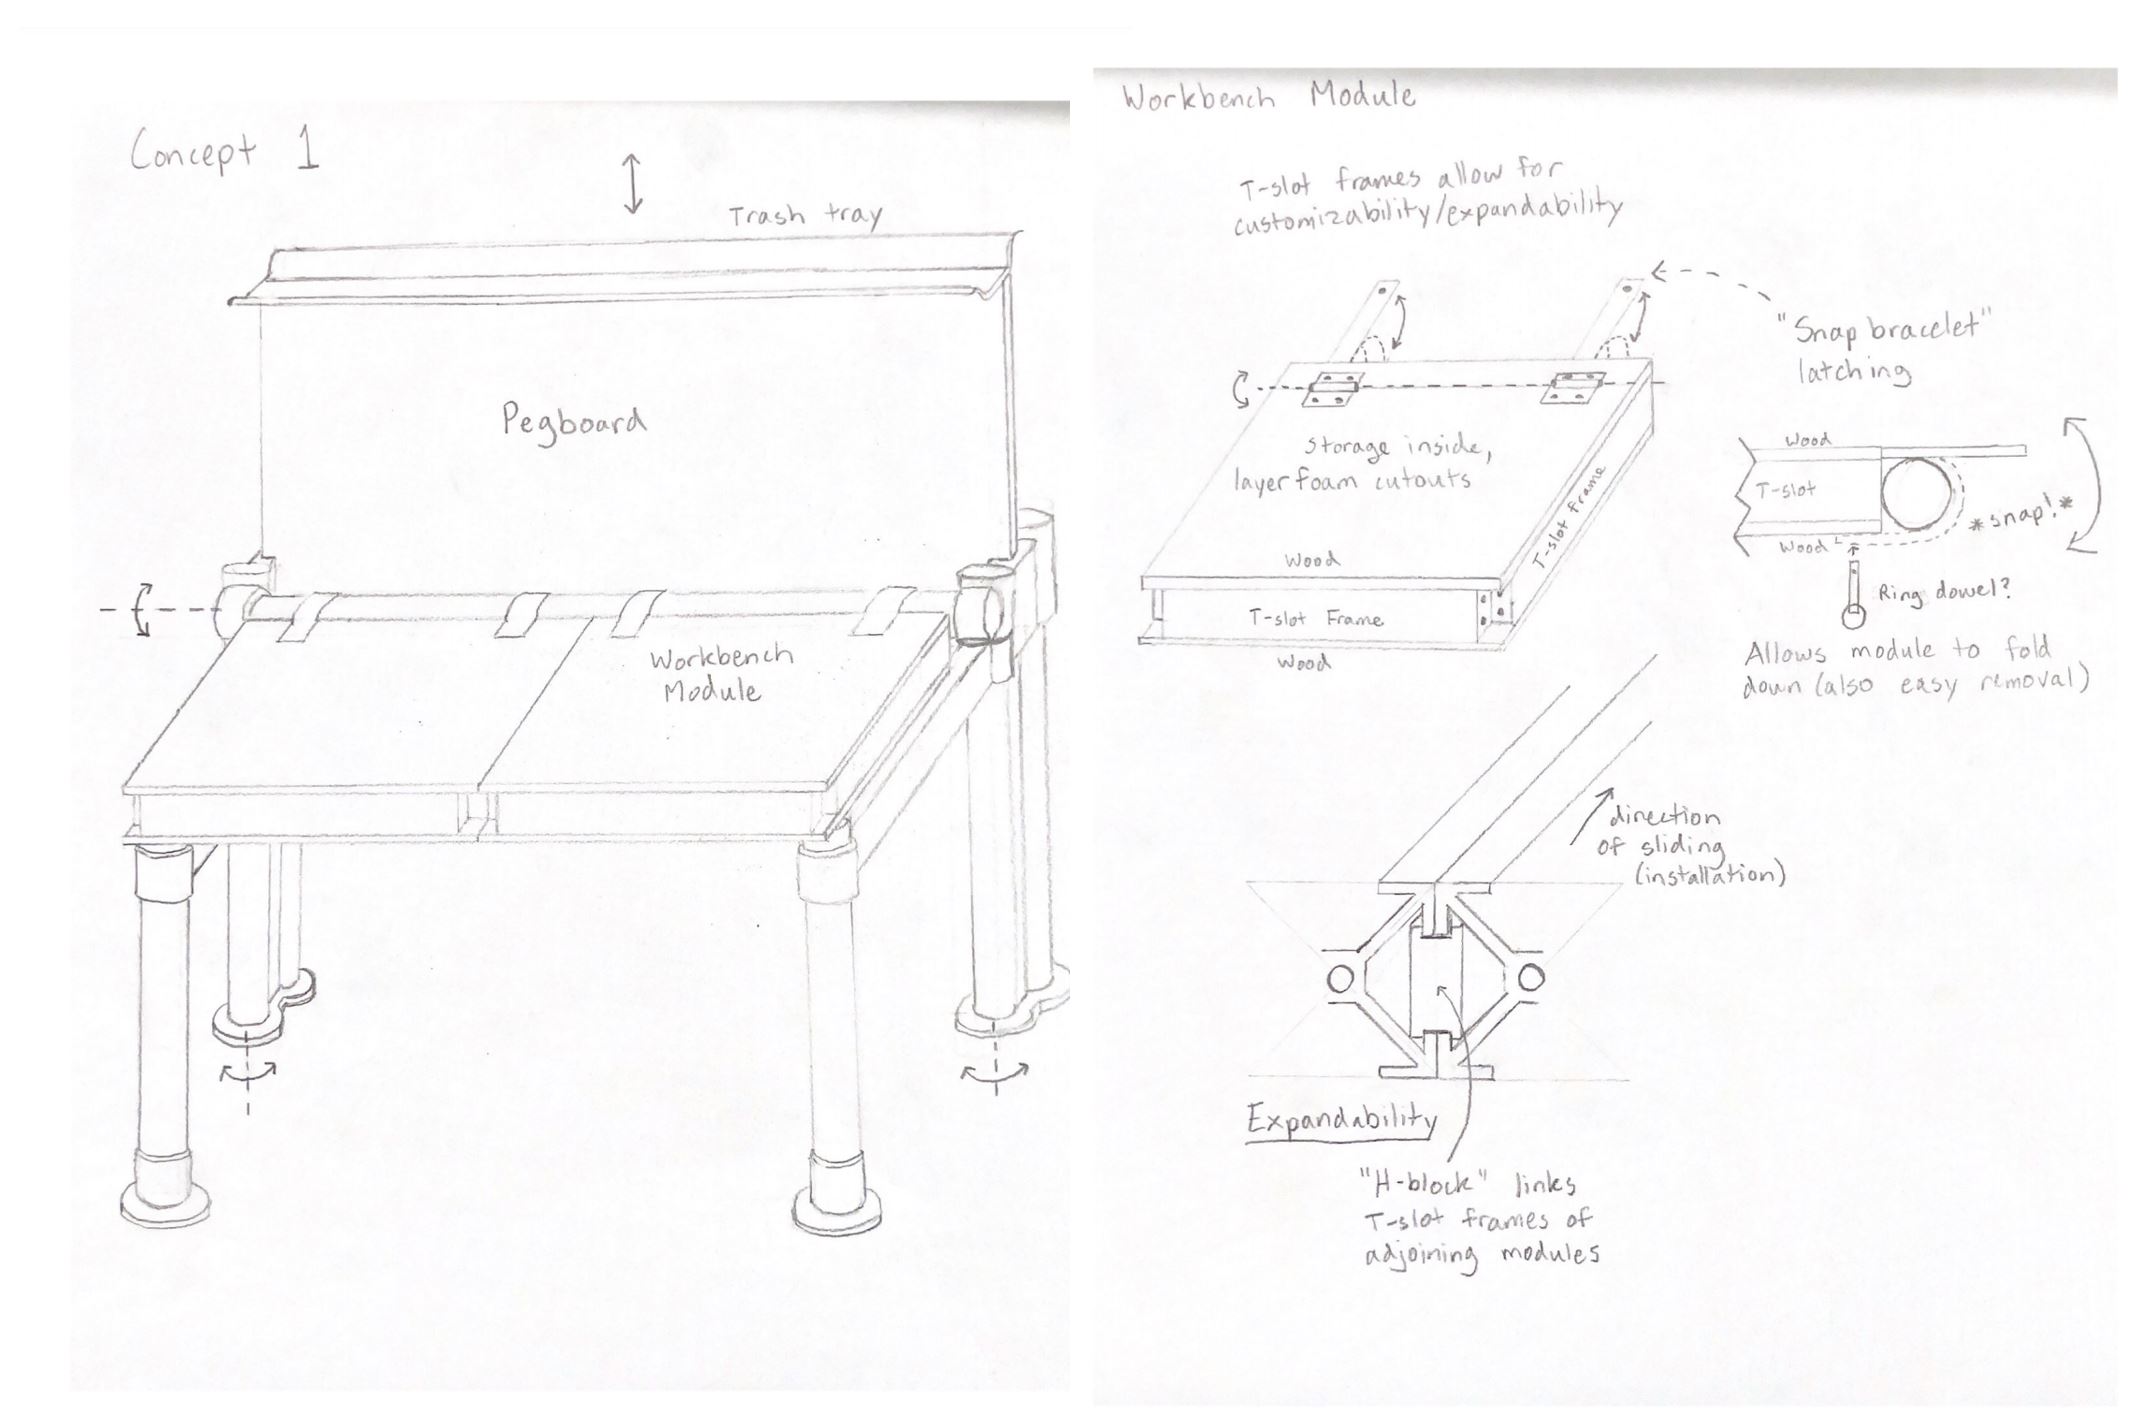 Concept 1
Trash tray
Pegboard
Workbench
Module
Workbench Module
T-slot frames allow for
customizability/expandability
"Snap bracelet"
latching
Storage inside,
layer foam cutouts
T-slot frame
Wood
T-slot Frame
Wood
Wood
T-slot
*snap!*
Wood
Ring dowel?
Allows module to fold
down (also easy removal)
direction
of sliding
(installation)
Expandability
"H-block" links
T-slot frames of
adjoining modules